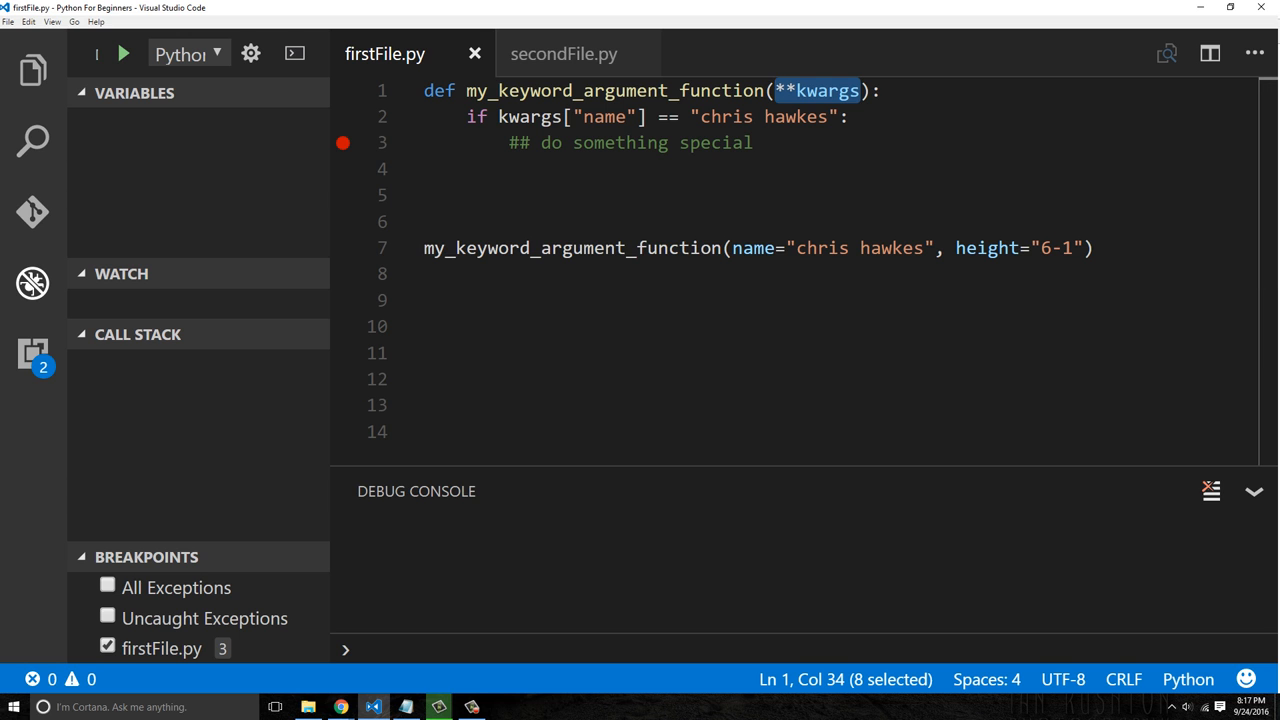 firstFile.py - Python For Beginners - Visual Studio Code
File Edit View Go Help
Python
firstFile.py
secondFile.py
VARIABLES
WATCH
CALL STACK
BREAKPOINTS
All Exceptions
Uncaught Exceptions
firstFile.py 3
2
1 def my_keyword_argument_function(**kwargs):
2 if kwargs["name"] == "chris hawkes":
3 ## do something special
4
5
6
7 my_keyword_argument_function(name="chris hawkes", height="6-1")
8
9
10
11
12
13
14
DEBUG CONSOLE
0 0
Ln 1, Col 34 (8 selected) Spaces: 4 UTF-8 CRLF Python
I'm Cortana. Ask me anything.
8:17 PM
9/24/2016